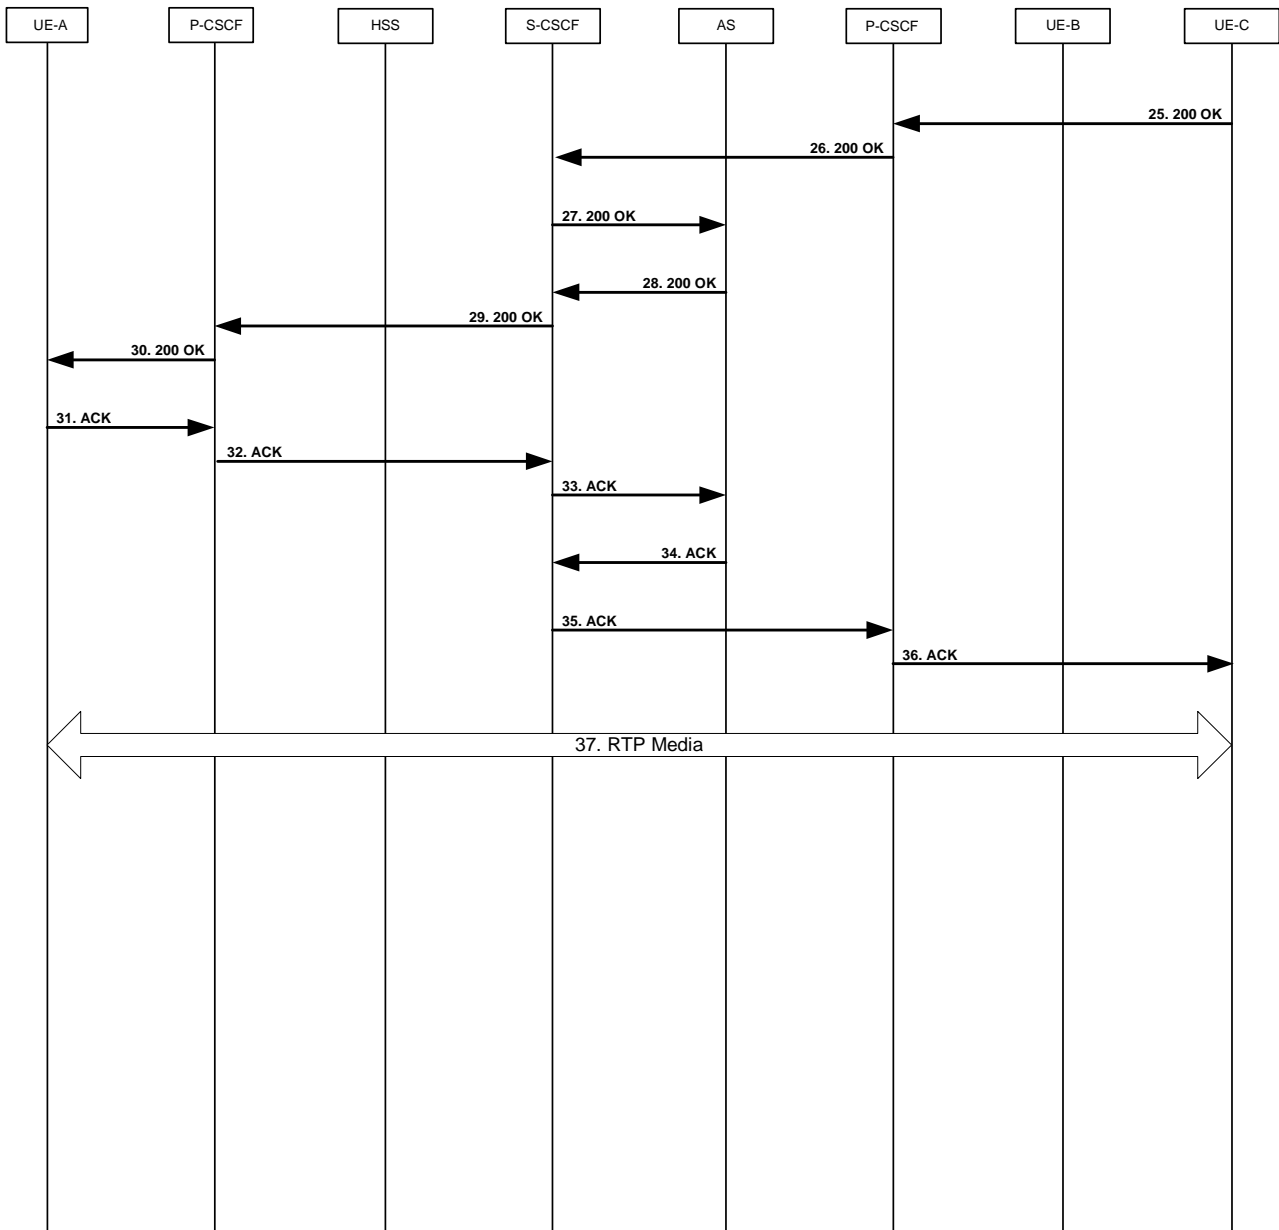 UE-A
P-CSCF
HSS
S-CSCF
AS
P-CSCF
UE-B
UE-C
25. 200 OK
26. 200 OK
27. 200 OK
28. 200 OK
29. 200 OK
30. 200 OK
31. ACK
32. ACK
33. ACK
34. ACK
35. ACK
36. ACK
37. RTP Media